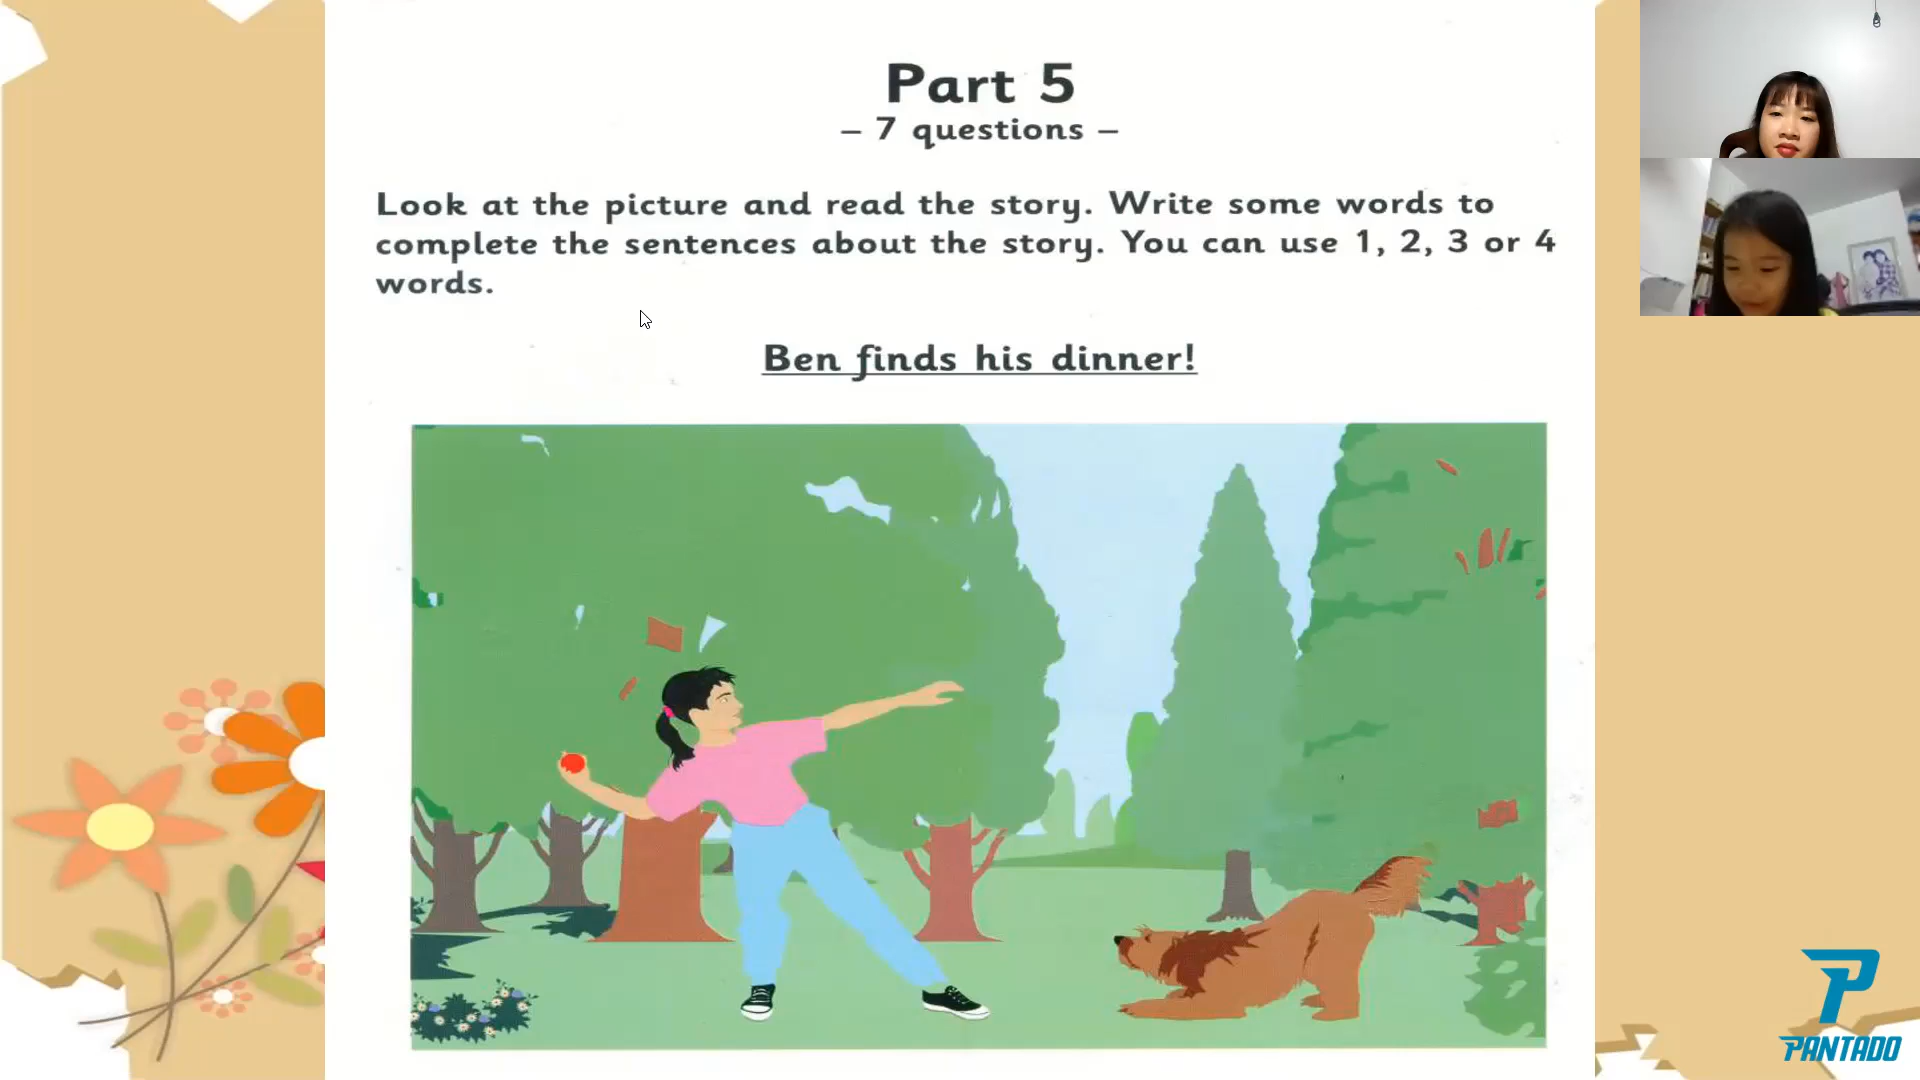 Part 5
– 7 questions –
Look at the picture and read the story. Write some words to
complete the sentences about the story. You can use 1, 2, 3 or 4
words.
Ben finds his dinner!
PANTADO